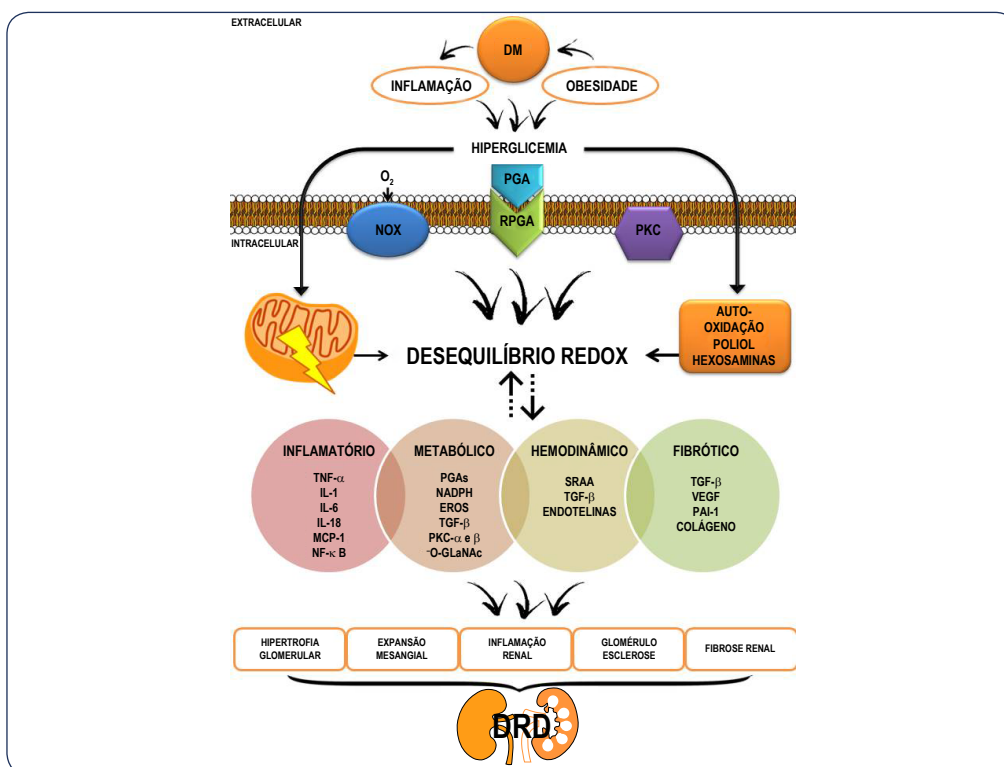 EXTRACELULAR
DM
INFLAMAÇÃO
OBESIDADE
HIPERGLICEMIA
O2
PGA
NOX
RPGA
PKC
INTRACELULAR
AUTO-
OXIDAÇÃO
POLIOL
HEXOSAMINAS
DESEQUILÍBRIO REDOX
INFLAMATÓRIO
TNF-α
IL-1
IL-6
IL-18
MCP-1
NF-κ B
METABÓLICO
PGAs
NADPH
EROS
TGF-β
PKC-α e β
-O-GLaNAc
HEMODINÂMICO
SRAA
TGF-β
ENDOTELINAS
FIBRÓTICO
TGF-β
VEGF
PAI-1
COLÁGENO
HIPERTROFIA
GLOMERULAR
EXPANSÃO
MESANGIAL
INFLAMAÇÃO
RENAL
GLOMÉRULO
ESCLEROSE
FIBROSE RENAL
DRD